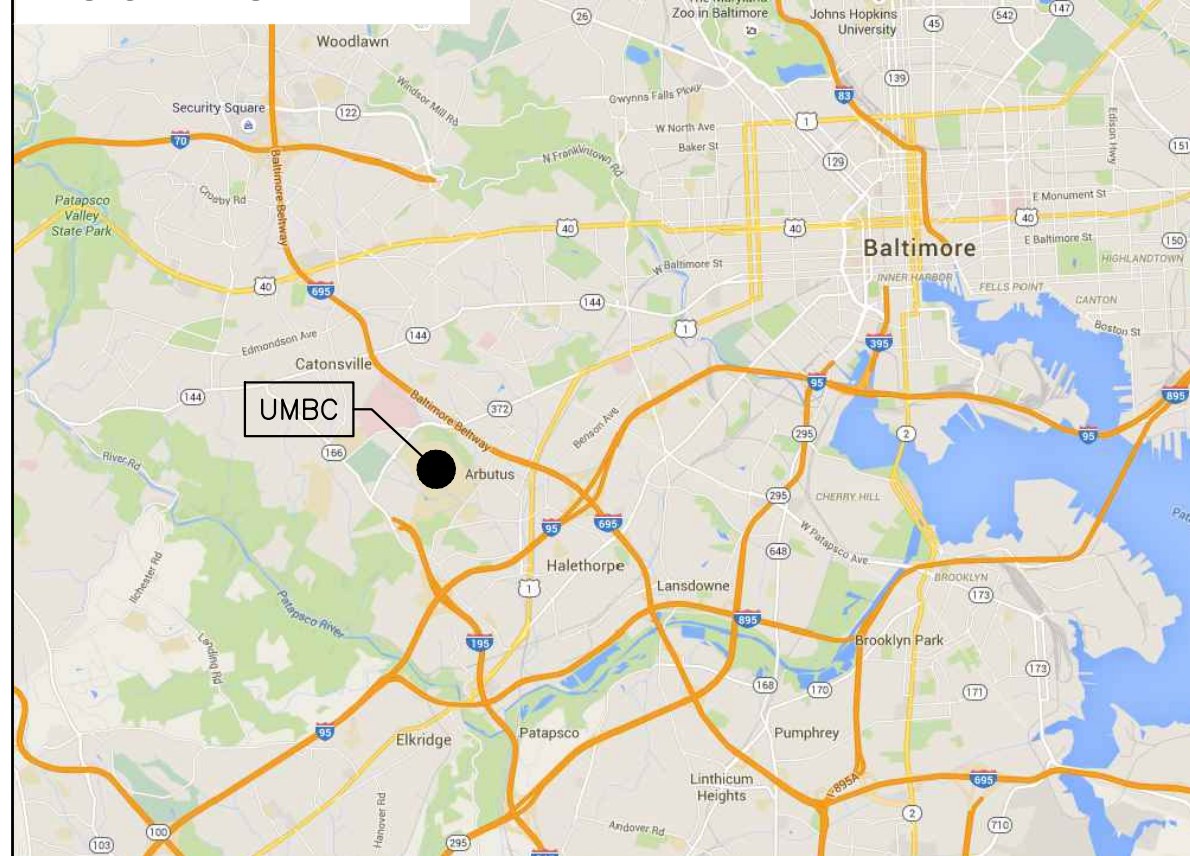 The Maryland
Zoo in Baltimore
Johns Hopkins
University
26
45
542
147
Woodlawn
139
Windsor Mill Rd
83
Security Square
122
Gwynns Falls Pkwy
1
Edison Hwy
70
W North Ave
Baker St
129
151
N Franklintown Rd
Baltimore Beltway
Crosby Rd
E Monument St
Patapsco
Valley
State Park
40
40
40
Baltimore
E Baltimore St
150
HIGHLANDTOWN
W Baltimore St
INNER HARBOR
FELLS POINT
40
695
144
CANTON
1
Boston St
144
Edmondson Ave
395
Catonsville
95
895
144
Baltimore Beltway
372
UMBC
Benson Ave
295
2
95
166
River Rd
Arbutus
295
CHERRY HILL
95
695
W Patapsco Ave
648
Halethorpe
Ilchester Rd
Lansdowne
BROOKLYN
1
173
Patapsco River
895
Landing Rd
195
Brooklyn Park
173
168
170
171
95
Elkridge
Patapsco
Pumphrey
Linthicum
Heights
I-895A
695
Hanover Rd
100
103
295
Andover Rd
2
710